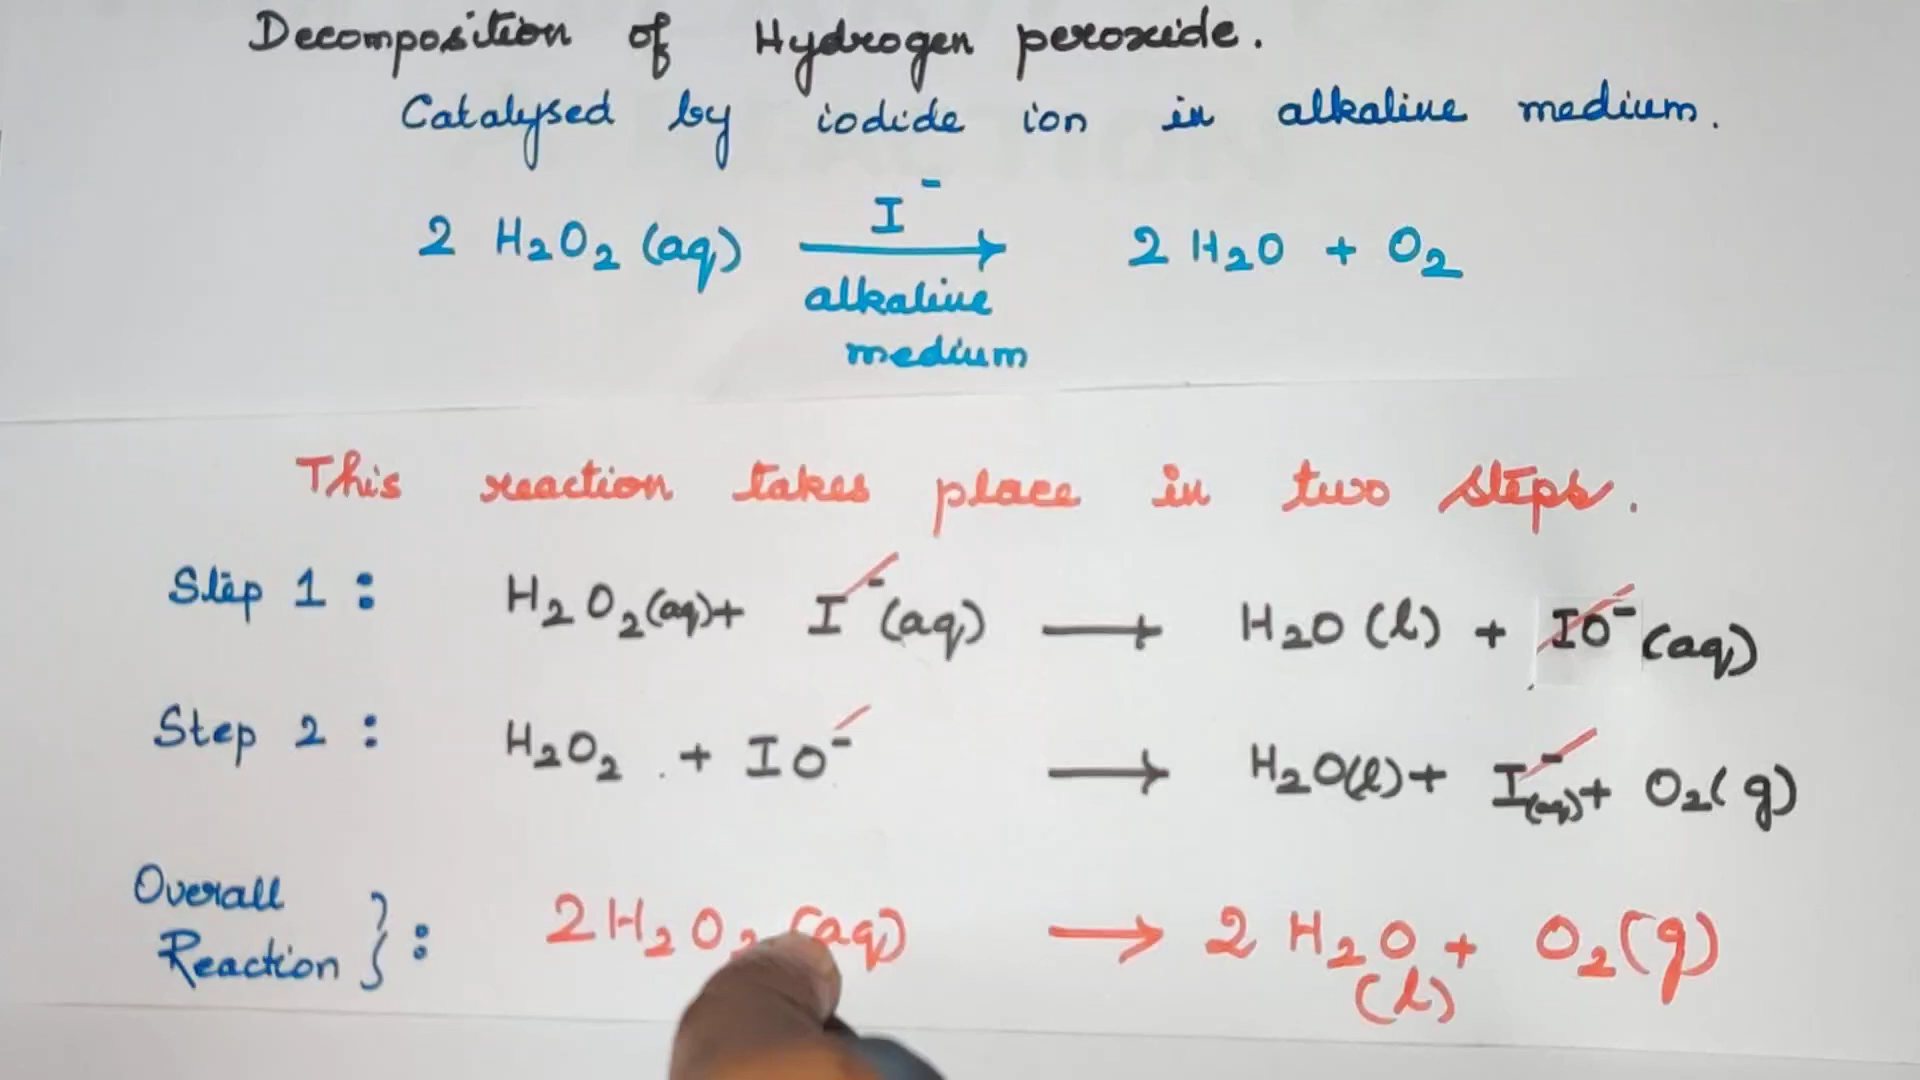 Decomposition of Hydrogen peroxide.
Catalysed by iodide ion in alkaline medium.
2 H₂O₂ (aq) I⁻ → 2 H₂O + O₂
alkaline
medium
This reaction takes place in two steps.
Step 1 : H₂O₂(aq)+ I⁻(aq) → H₂O (l) + IO⁻(aq)
Step 2 : H₂O₂ + IO⁻ → H₂O(l)+ I⁻(aq)+ O₂(g)
Overall
Reaction } : 2H₂O₂(aq) → 2 H₂O + O₂(g)
(l)